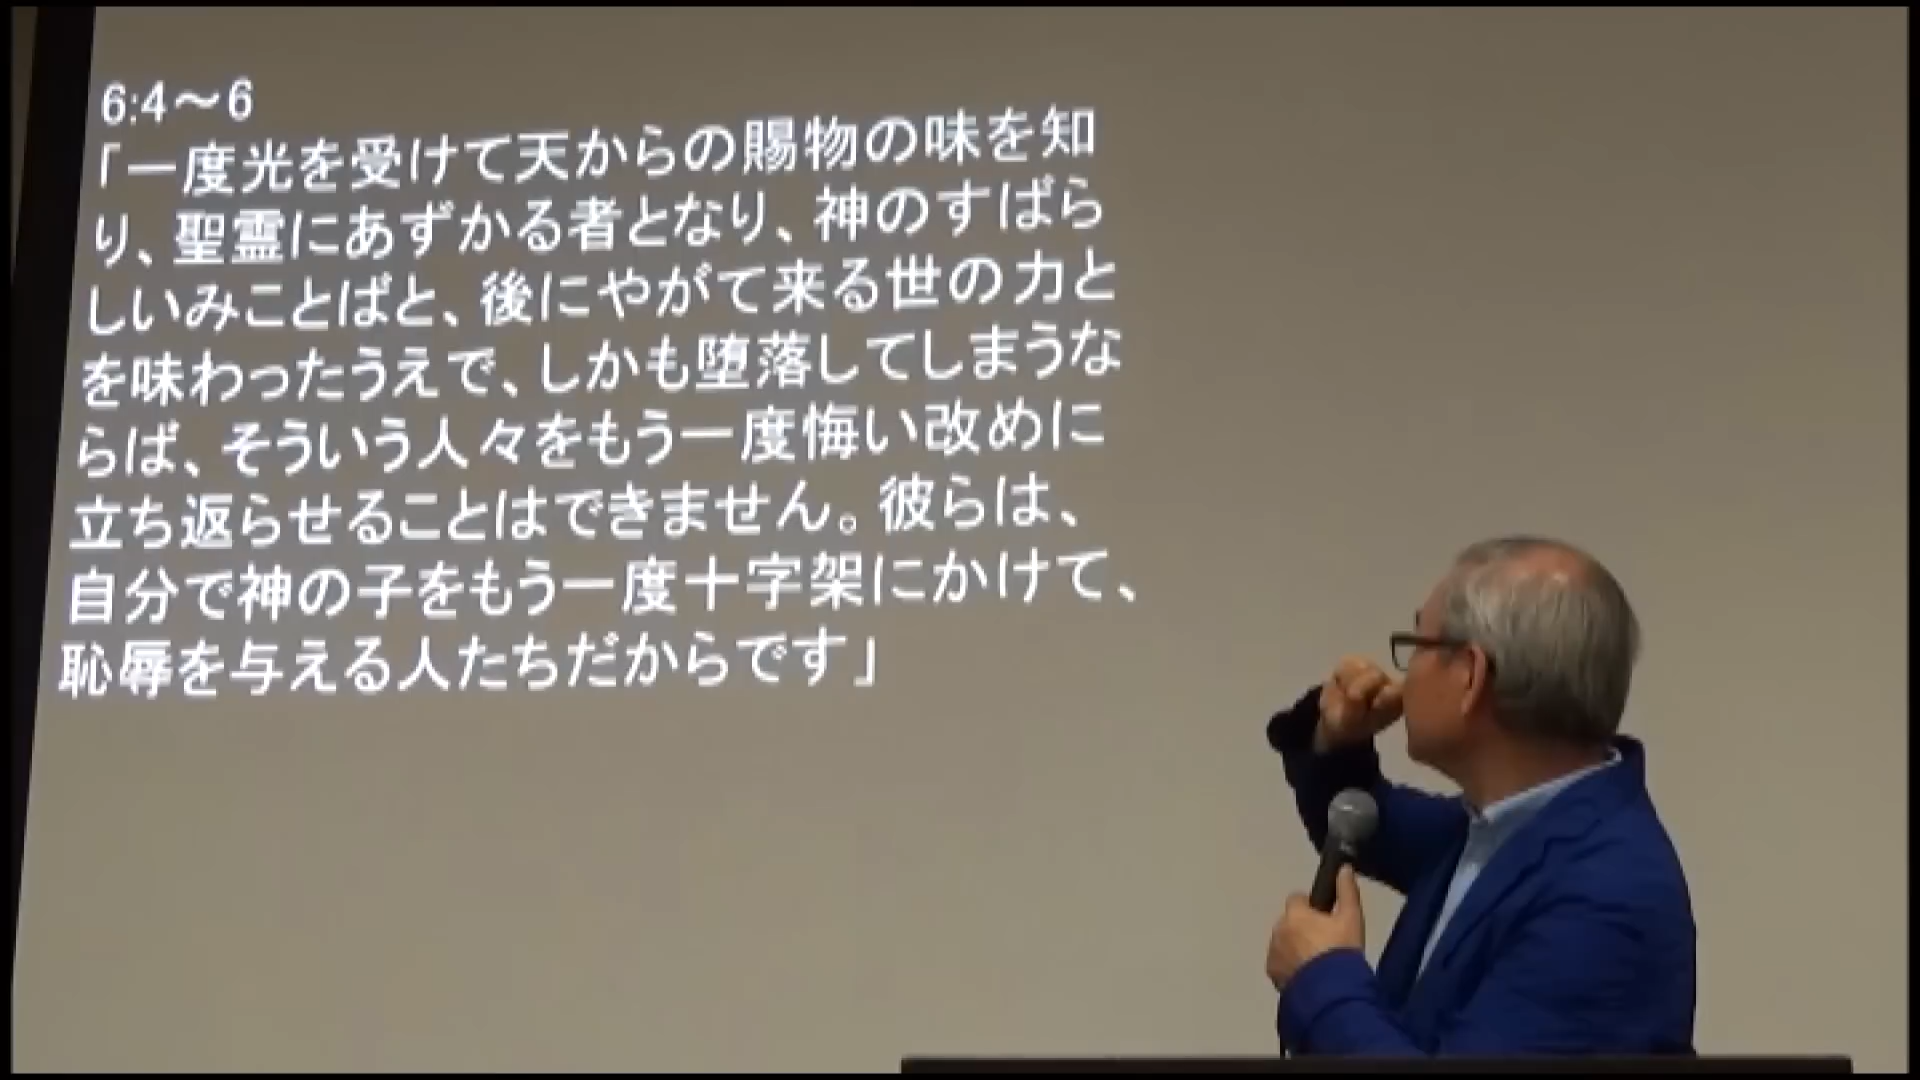 6:4～6
「一度光を受けて天からの賜物の味を知
り、聖霊にあずかる者となり、神のすばら
しいみことばと、後にやがて来る世の力と
を味わったうえで、しかも堕落してしまうな
らば、そういう人々をもう一度悔い改めに
立ち返らせることはできません。彼らは、
自分で神の子をもう一度十字架にかけて、
恥辱を与える人たちだからです」